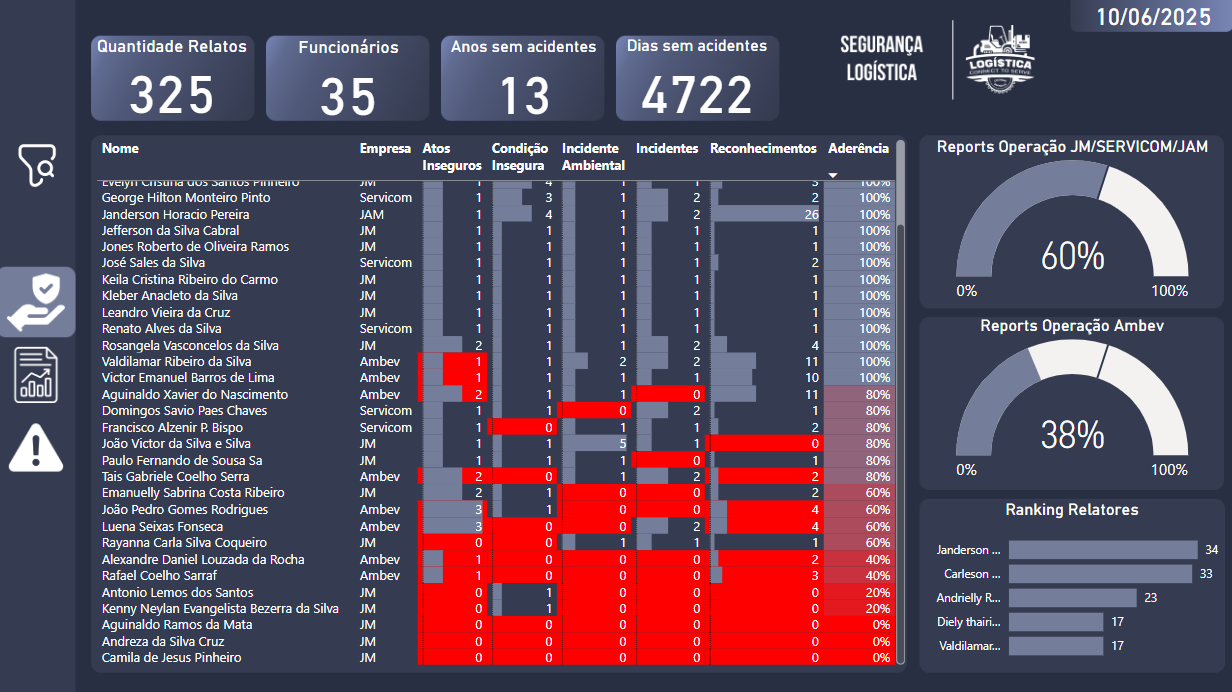 10/06/2025
Quantidade Relatos
325
Funcionários
35
Anos sem acidentes
13
Dias sem acidentes
4722
SEGURANÇA
LOGÍSTICA
LOGÍSTICA
CONNECT TO SERVE
Nome Empresa Atos Inseguros Condição Insegura Incidente Ambiental Incidentes Reconhecimentos Aderência
Evelyn Cristina dos Santos Pinheiro JM 1 4 1 1 3 100%
George Hilton Monteiro Pinto Servicom 1 3 1 2 2 100%
Janderson Horacio Pereira JAM 1 4 1 2 26 100%
Jefferson da Silva Cabral JM 1 1 1 1 1 100%
Jones Roberto de Oliveira Ramos JM 1 1 1 1 1 100%
José Sales da Silva Servicom 1 1 1 1 2 100%
Keila Cristina Ribeiro do Carmo JM 1 1 1 1 1 100%
Kleber Anacleto da Silva JM 1 1 1 1 1 100%
Leandro Vieira da Cruz JM 1 1 1 1 1 100%
Renato Alves da Silva Servicom 1 1 1 1 1 100%
Rosangela Vasconcelos da Silva JM 2 1 1 2 4 100%
Valdilamar Ribeiro da Silva Ambev 1 1 2 2 11 100%
Victor Emanuel Barros de Lima Ambev 1 1 1 1 10 100%
Aguinaldo Xavier do Nascimento Ambev 2 1 1 0 11 80%
Domingos Savio Paes Chaves Servicom 1 1 0 2 1 80%
Francisco Alzenir P. Bispo Servicom 1 0 1 1 2 80%
João Victor da Silva e Silva JM 1 1 5 1 0 80%
Paulo Fernando de Sousa Sa JM 1 1 1 0 1 80%
Tais Gabriele Coelho Serra Ambev 2 0 1 2 2 80%
Emanuelly Sabrina Costa Ribeiro JM 2 1 0 0 2 60%
João Pedro Gomes Rodrigues Ambev 3 1 0 0 4 60%
Luena Seixas Fonseca Ambev 3 0 0 2 4 60%
Rayanna Carla Silva Coqueiro JM 0 0 1 1 1 60%
Alexandre Daniel Louzada da Rocha Ambev 1 0 0 0 2 40%
Rafael Coelho Sarraf Ambev 1 0 0 0 3 40%
Antonio Lemos dos Santos JM 0 1 0 0 0 20%
Kenny Neylan Evangelista Bezerra da Silva JM 0 1 0 0 0 20%
Aguinaldo Ramos da Mata JM 0 0 0 0 0 0%
Andreza da Silva Cruz JM 0 0 0 0 0 0%
Camila de Jesus Pinheiro JM 0 0 0 0 0 0%
Reports Operação JM/SERVICOM/JAM
60%
0% 100%
Reports Operação Ambev
38%
0% 100%
Ranking Relatores
Janderson ... 34
Carleson ... 33
Andrielly R... 23
Diely thairi... 17
Valdilamar... 17